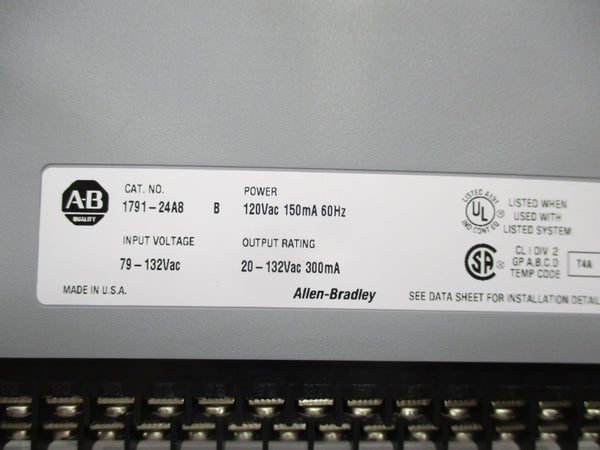 A-B
QUALITY
CAT. NO.
1791-24A8 B
POWER
120Vac 150mA 60Hz
INPUT VOLTAGE
79-132Vac
OUTPUT RATING
20-132Vac 300mA
MADE IN U.S.A.
Allen-Bradley
LISTED A197
UL
IND CONT EQ
LISTED WHEN
USED WITH
LISTED SYSTEM
SA
CL I DIV 2
GP A,B,C,D
TEMP CODE
T4A
SEE DATA SHEET FOR INSTALLATION DETAIL